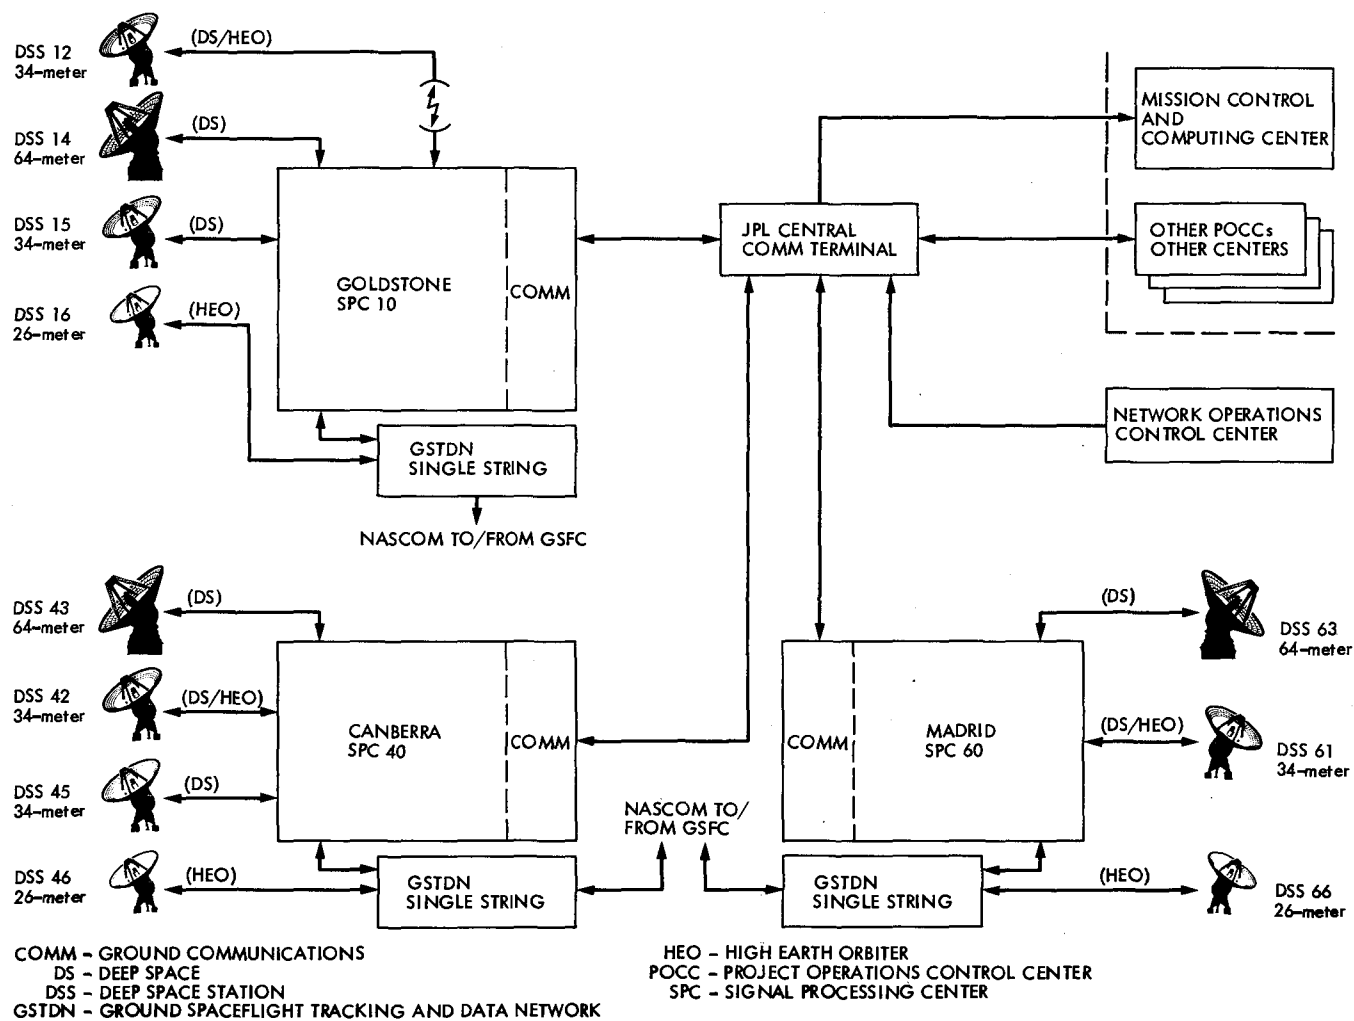 DSS 12
34-meter
(DS/HEO)
DSS 14
64-meter
(DS)
DSS 15
34-meter
(DS)
DSS 16
26-meter
(HEO)
GOLDSTONE
SPC 10
COMM
GSTDN
SINGLE STRING
NASCOM TO/FROM GSFC
JPL CENTRAL
COMM TERMINAL
MISSION CONTROL
AND
COMPUTING CENTER
OTHER POCCs
OTHER CENTERS
NETWORK OPERATIONS
CONTROL CENTER
DSS 43
64-meter
(DS)
DSS 42
34-meter
(DS/HEO)
DSS 45
34-meter
(DS)
DSS 46
26-meter
(HEO)
CANBERRA
SPC 40
COMM
GSTDN
SINGLE STRING
NASCOM TO/
FROM GSFC
COMM
MADRID
SPC 60
GSTDN
SINGLE STRING
(DS)
DSS 63
64-meter
(DS/HEO)
DSS 61
34-meter
(HEO)
DSS 66
26-meter
COMM - GROUND COMMUNICATIONS
DS - DEEP SPACE
DSS - DEEP SPACE STATION
GSTDN - GROUND SPACEFLIGHT TRACKING AND DATA NETWORK
HEO - HIGH EARTH ORBITER
POCC - PROJECT OPERATIONS CONTROL CENTER
SPC - SIGNAL PROCESSING CENTER